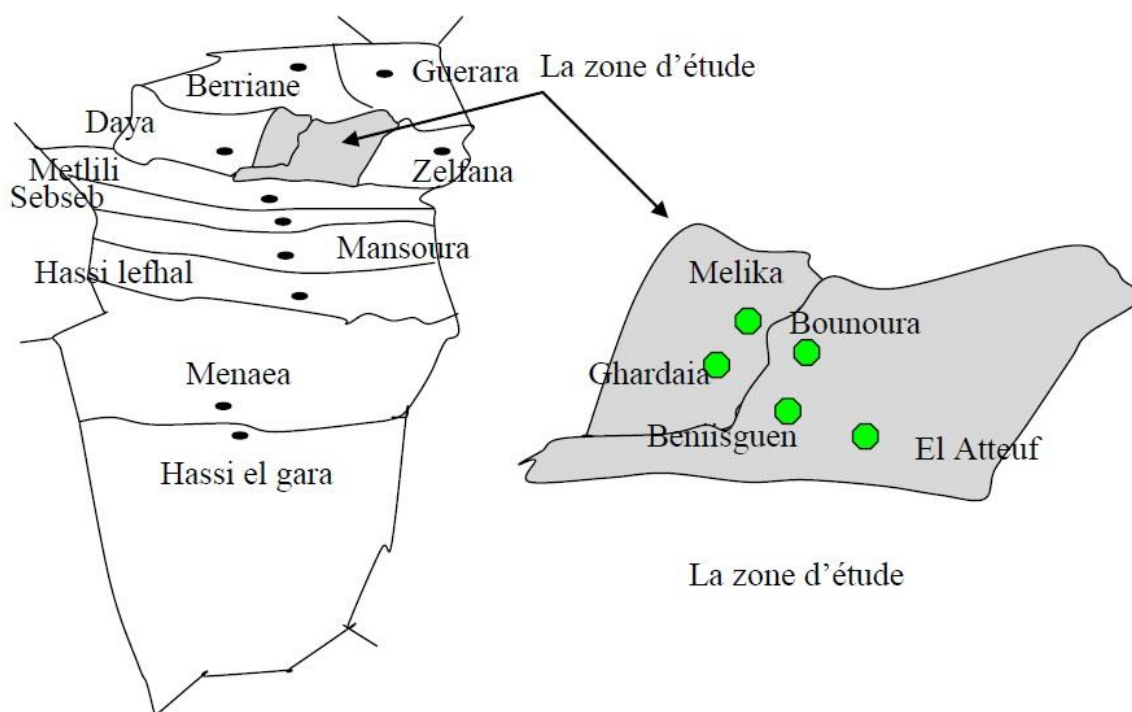 Berriane
Guerara
La zone d'étude
Daya
Metlili
Zelfana
Sebseb
Mansoura
Hassi lefhal
Menaea
Hassi el gara
Melika
Bounoura
Ghardaia
Beniisguen
El Atteuf
La zone d'étude